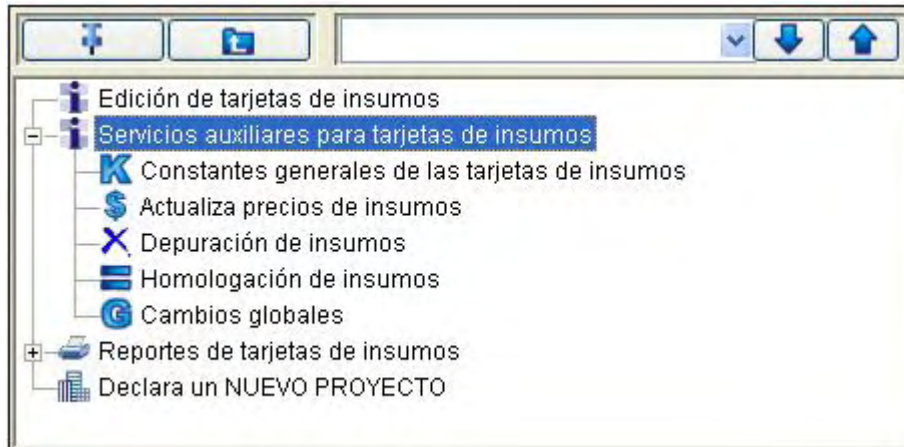 Edición de tarjetas de insumos
Servicios auxiliares para tarjetas de insumos
Constantes generales de las tarjetas de insumos
Actualiza precios de insumos
Depuración de insumos
Homologación de insumos
Cambios globales
Reportes de tarjetas de insumos
Declara un NUEVO PROYECTO